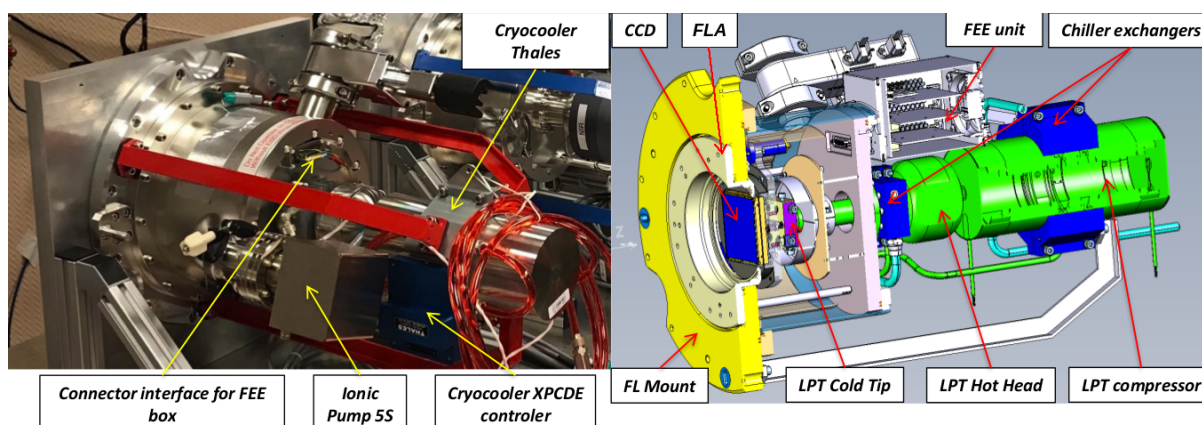 Cryocooler
Thales
CCD
FLA
FEE unit
Chiller exchangers
THALES
Connector interface for FEE
box
Ionic
Pump 5S
Cryocooler XPCDE
controler
FL Mount
LPT Cold Tip
LPT Hot Head
LPT compressor
Z